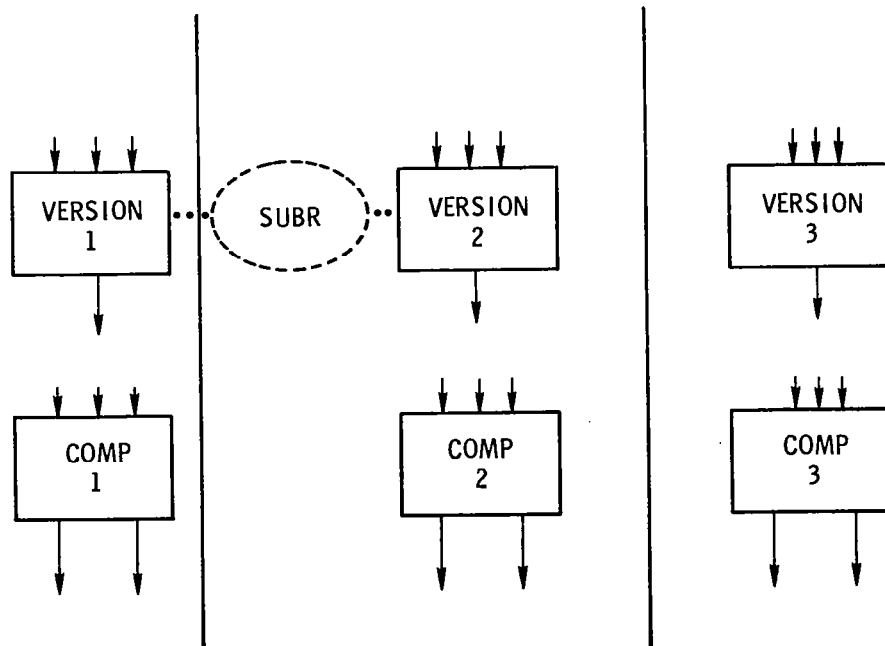 VERSION
1
SUBR
VERSION
2
VERSION
3
COMP
1
COMP
2
COMP
3